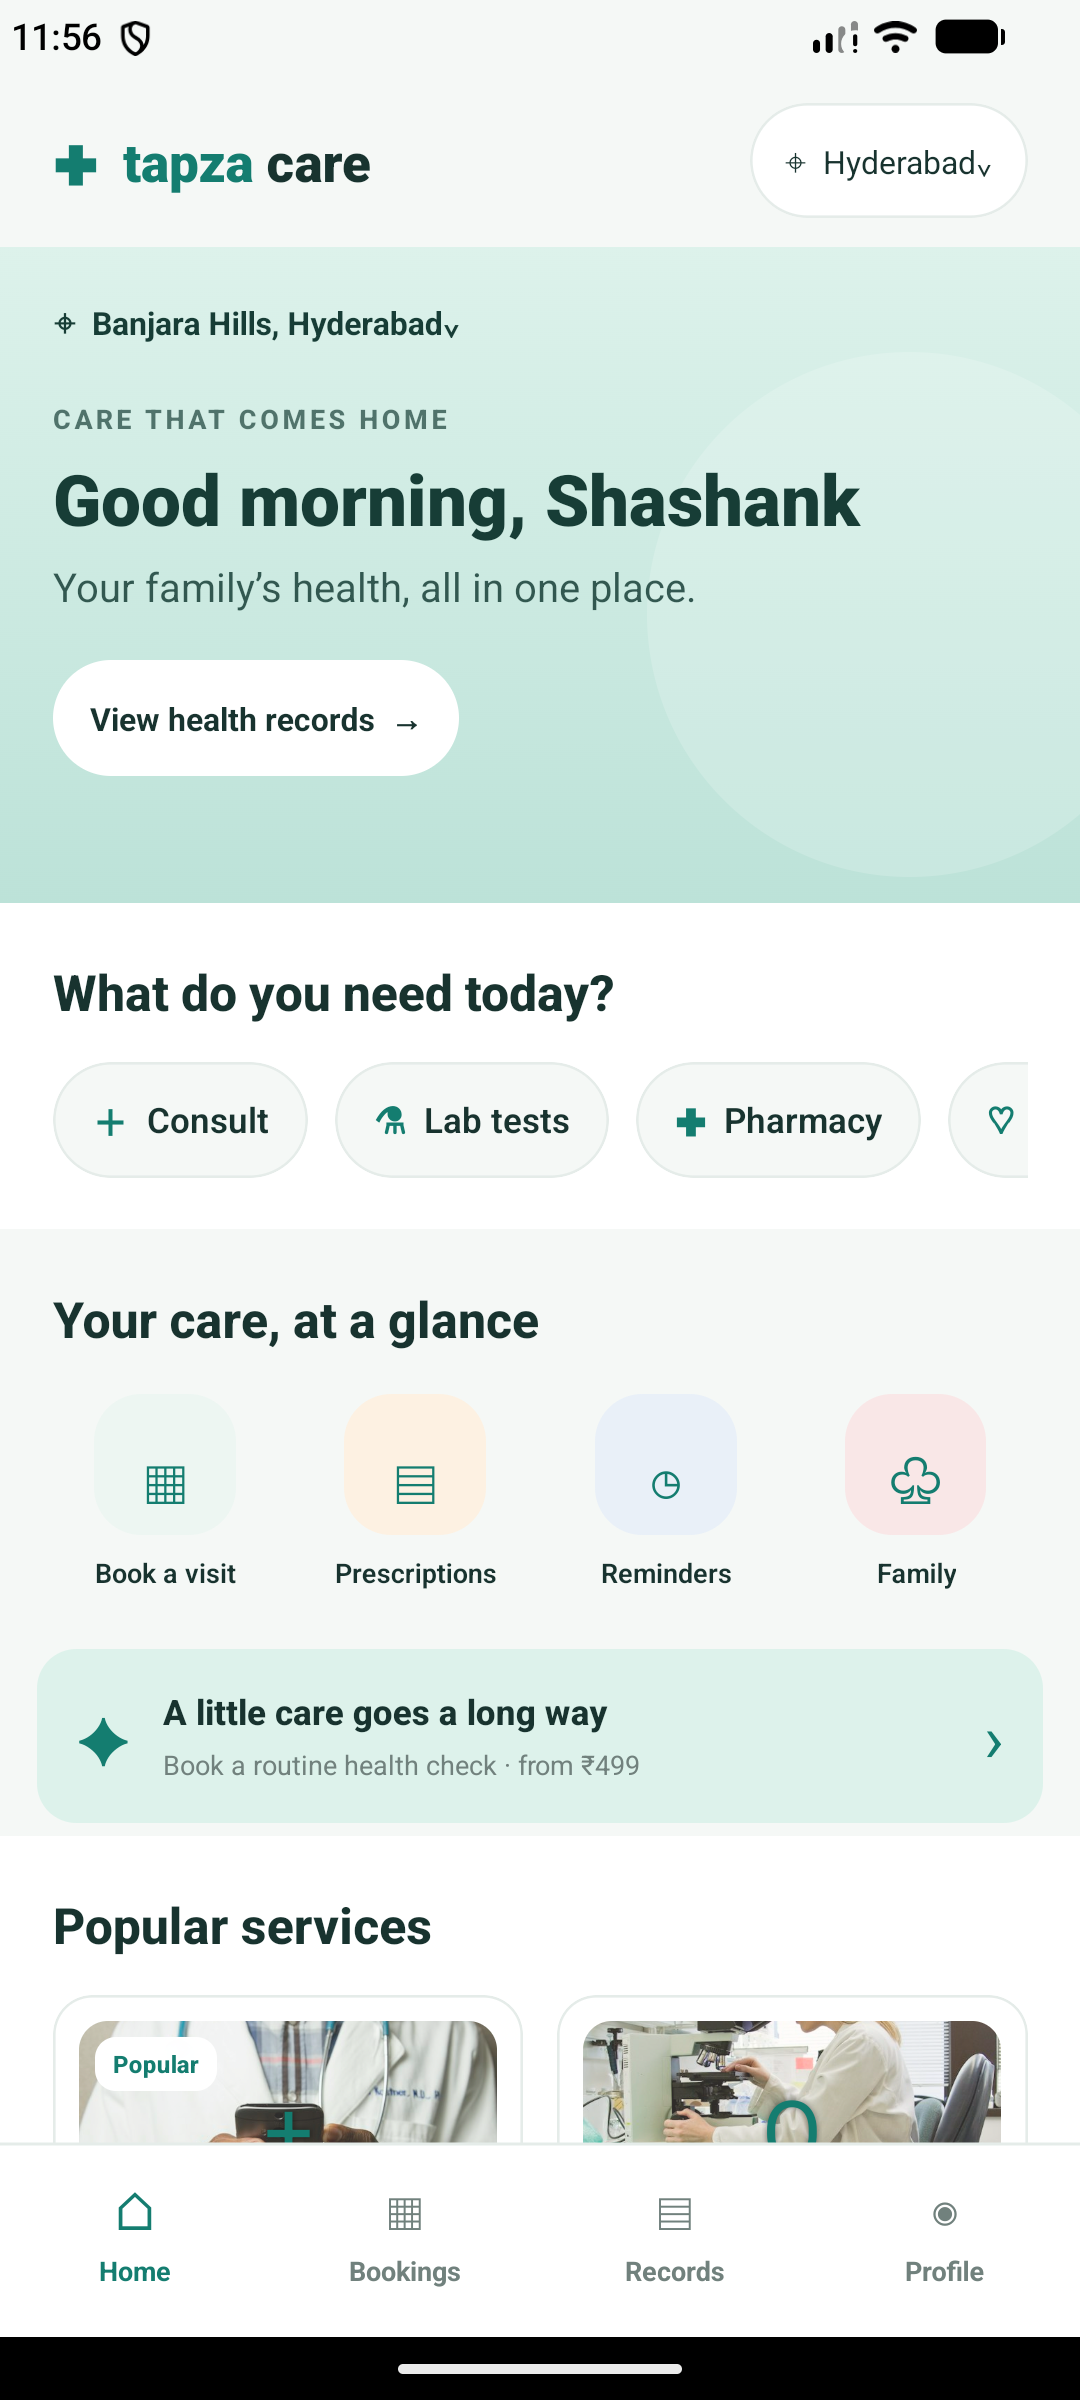 11:56
tapza care
Hyderabad
Banjara Hills, Hyderabad
CARE THAT COMES HOME
Good morning, Shashank
Your family’s health, all in one place.
View health records →
What do you need today?
Consult
Lab tests
Pharmacy
Your care, at a glance
Book a visit
Prescriptions
Reminders
Family
A little care goes a long way
Book a routine health check · from ₹499
Popular services
Popular
Home
Bookings
Records
Profile